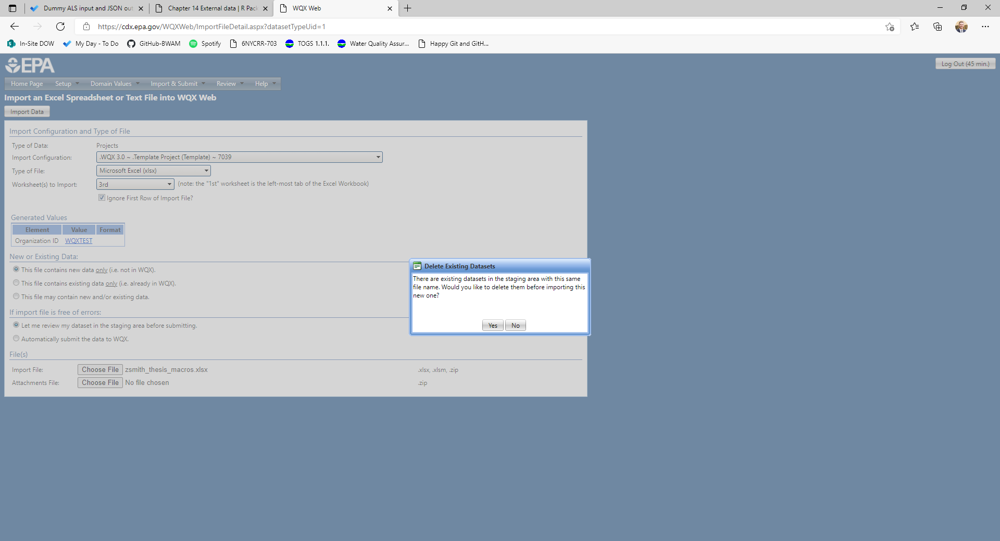 Dummy ALS input and JSON out
Chapter 14 External data | R Pack
WQX Web
https://cdx.epa.gov/WQXWeb/ImportFileDetail.aspx?datasetTypeUid=1
In-Site DOW
My Day - To Do
GitHub-BWAM
Spotify
6NYCRR-703
TOGS 1.1.1.
Water Quality Assur...
Happy Git and GitH...
EPA
Log Out (45 min.)
Home Page Setup Domain Values Import & Submit Review Help
Import an Excel Spreadsheet or Text File into WQX Web
Import Data
Import Configuration and Type of File
Type of Data: Projects
Import Configuration: .WQX 3.0 ~ .Template Project (Template) ~ 7039
Type of File: Microsoft Excel (xlsx)
Worksheet(s) to Import: 3rd (note: the "1st" worksheet is the left-most tab of the Excel Workbook)
Ignore First Row of Import File?
Generated Values
Element Value Format
Organization ID WQXTEST
New or Existing Data:
This file contains new data only (i.e. not in WQX).
This file contains existing data only (i.e. already in WQX).
This file may contain new and/or existing data.
If import file is free of errors:
Let me review my dataset in the staging area before submitting.
Automatically submit the data to WQX.
File(s)
Import File: Choose File zsmith_thesis_macros.xlsx .xlsx, .xlsm, .zip
Attachments File: Choose File No file chosen .zip
Delete Existing Datasets
There are existing datasets in the staging area with this same
file name. Would you like to delete them before importing this
new one?
Yes No